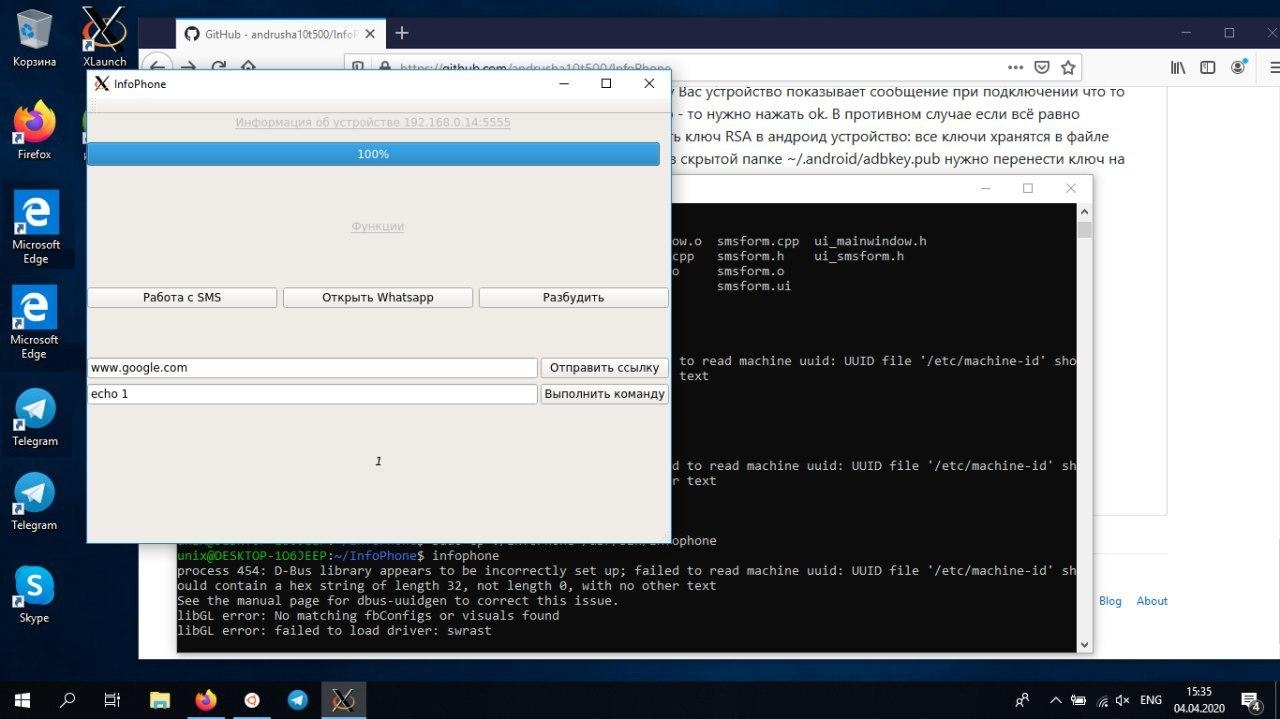 Корзина
XLaunch
Firefox
Microsoft
Edge
Microsoft
Edge
Telegram
Telegram
Skype
GitHub - andrusha10t500/InfoP
https://github.com/andrusha10t500/InfoPhone
InfoPhone
Информация об устройстве 192.168.0.14:5555
100%
Функции
Работа с SMS
Открыть Whatsapp
Разбудить
www.google.com
Отправить ссылку
echo 1
Выполнить команду
1
у Вас устройство показывает сообщение при подключении что то
- то нужно нажать ok. В противном случае если всё равно
ключ RSA в андроид устройство: все ключи хранятся в файле
в скрытой папке ~/.android/adbkey.pub нужно перенести ключ на
ow.o smsform.cpp ui_mainwindow.h
cpp smsform.h ui_smsform.h
o smsform.o
smsform.ui
to read machine uuid: UUID file '/etc/machine-id' sho
text
d to read machine uuid: UUID file '/etc/machine-id' sh
r text
unix@DESKTOP-1O6JEEP:~/InfoPhone$ infophone
process 454: D-Bus library appears to be incorrectly set up; failed to read machine uuid: UUID file '/etc/machine-id' sh
ould contain a hex string of length 32, not length 0, with no other text
See the manual page for dbus-uuidgen to correct this issue.
libGL error: No matching fbConfigs or visuals found
libGL error: failed to load driver: swrast
Blog About
ENG
15:35
04.04.2020
4